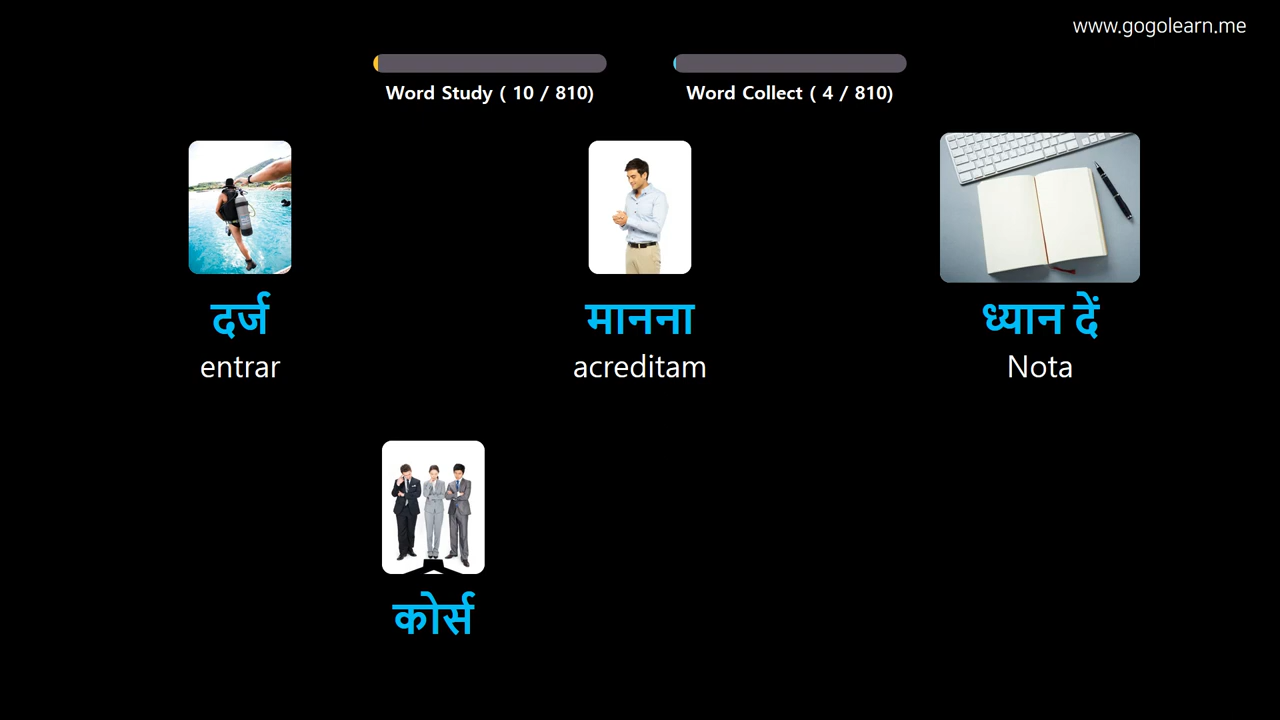 www.gogolearn.me
Word Study ( 10 / 810)
Word Collect ( 4 / 810)
दर्ज
entrar
मानना
acreditam
ध्यान दें
Nota
कोर्स